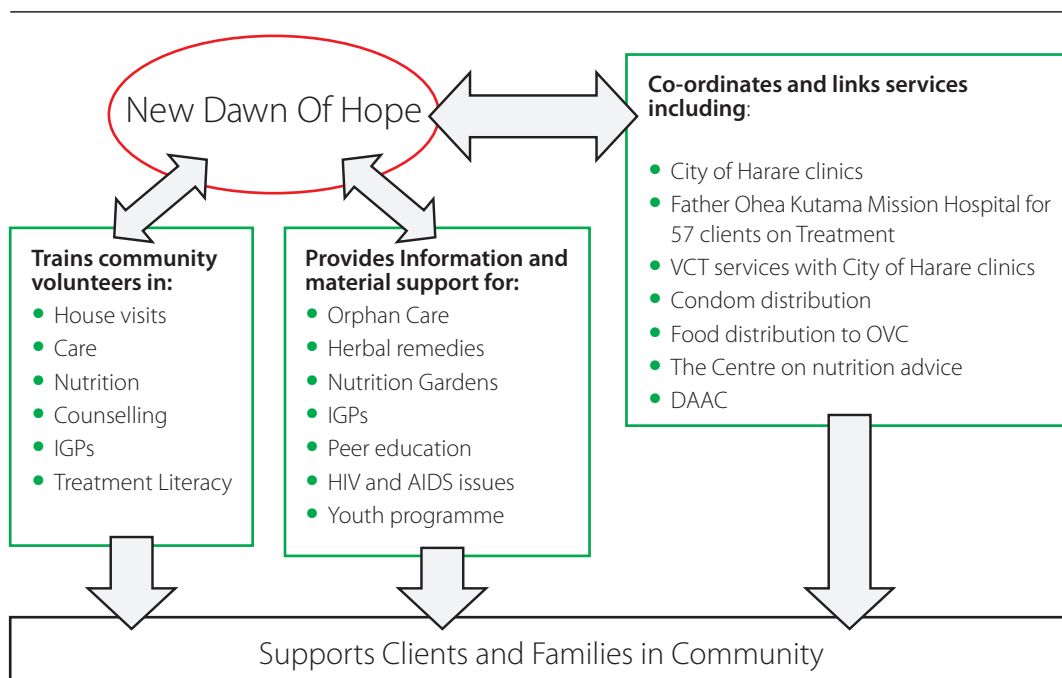 New Dawn Of Hope
Co-ordinates and links services
including:
• City of Harare clinics
• Father Ohea Kutama Mission Hospital for
57 clients on Treatment
• VCT services with City of Harare clinics
• Condom distribution
• Food distribution to OVC
• The Centre on nutrition advice
• DAAC
Trains community
volunteers in:
• House visits
• Care
• Nutrition
• Counselling
• IGPs
• Treatment Literacy
Provides Information and
material support for:
• Orphan Care
• Herbal remedies
• Nutrition Gardens
• IGPs
• Peer education
• HIV and AIDS issues
• Youth programme
Supports Clients and Families in Community